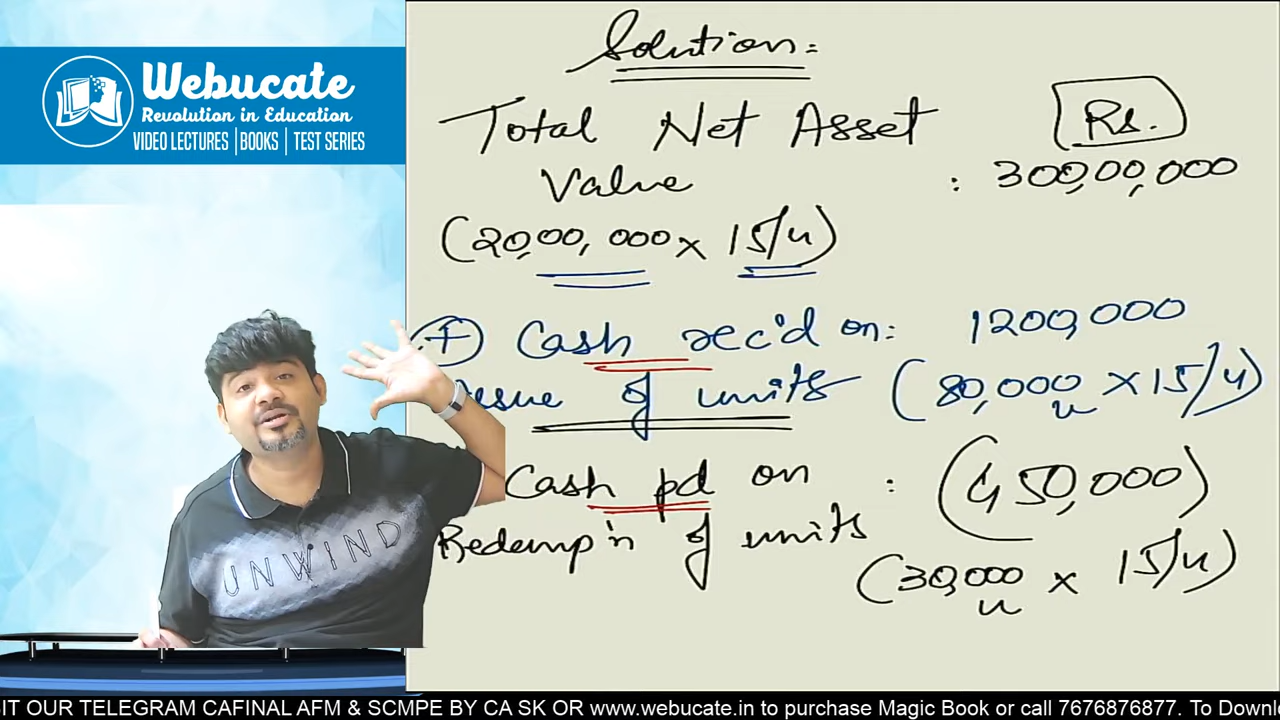 Webucate
Revolution in Education
VIDEO LECTURES | BOOKS | TEST SERIES
UNWIND
Solution:
Total Net Asset Rs.
Value : 300,00,000
(20,00,000 x 15/u)
(+) Cash rec'd on: 1200,000
Issue of units (80,000 u x 15/u)
Cash pd on : (4,50,000)
Redemp'n of units
(30,000 u x 15/u)
SIT OUR TELEGRAM CAFINAL AFM & SCMPE BY CA SK OR www.webucate.in to purchase Magic Book or call 7676876877. To Downl